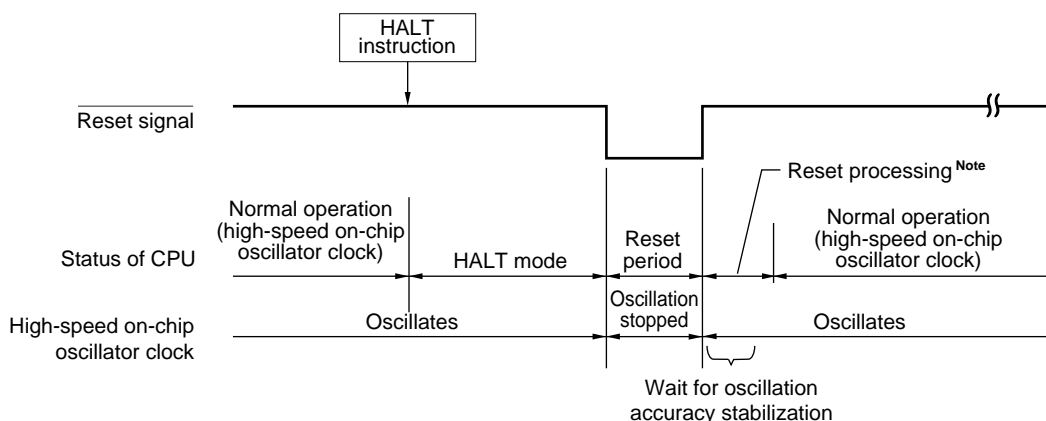 HALT
instruction
Reset signal
Reset processing Note
Status of CPU
Normal operation
(high-speed on-chip
oscillator clock)
HALT mode
Reset
period
Normal operation
(high-speed on-chip
oscillator clock)
High-speed on-chip
oscillator clock
Oscillates
Oscillation
stopped
Oscillates
Wait for oscillation
accuracy stabilization